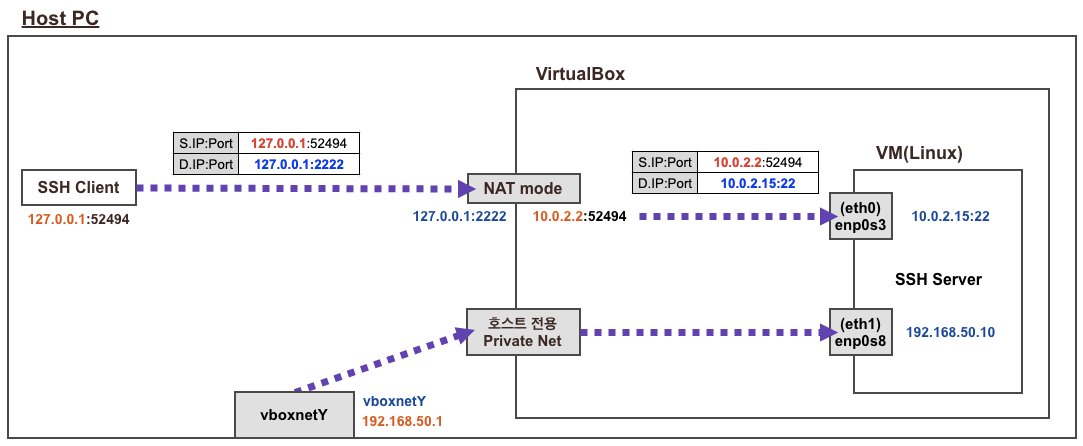 Host PC
VirtualBox
S.IP:Port 127.0.0.1:52494
D.IP:Port 127.0.0.1:2222
S.IP:Port 10.0.2.2:52494
D.IP:Port 10.0.2.15:22
VM(Linux)
SSH Client
NAT mode
127.0.0.1:52494
127.0.0.1:2222
10.0.2.2:52494
(eth0)
enp0s3
10.0.2.15:22
SSH Server
호스트 전용
Private Net
(eth1)
enp0s8
192.168.50.10
vboxnetY
vboxnetY
192.168.50.1